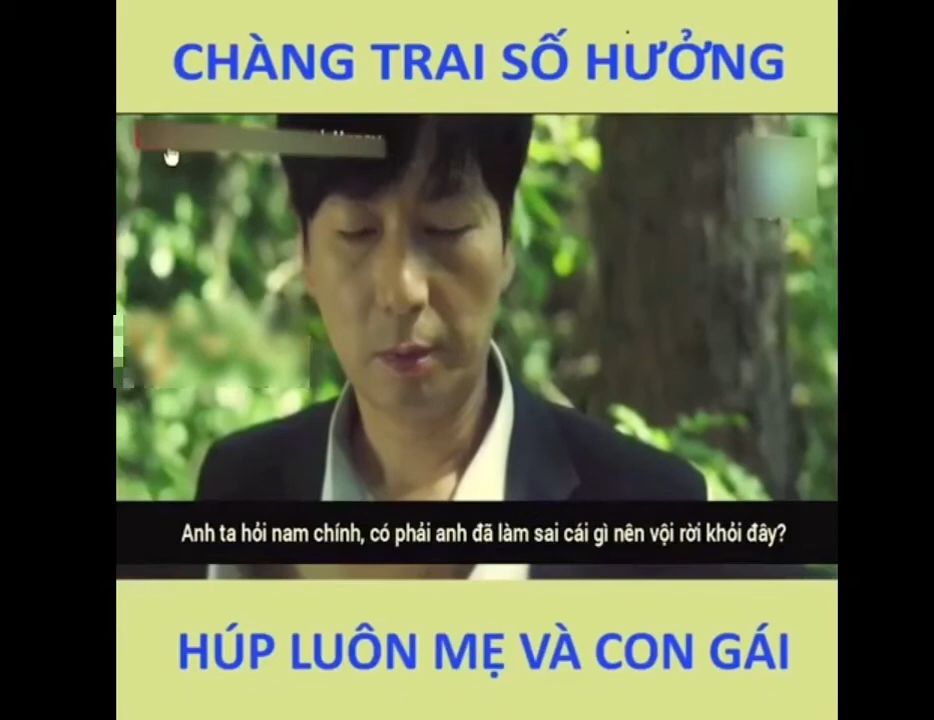 CHÀNG TRAI SỐ HƯỞNG
Anh ta hỏi nam chính, có phải anh đã làm sai cái gì nên vội rời khỏi đây?
HÚP LUÔN MẸ VÀ CON GÁI